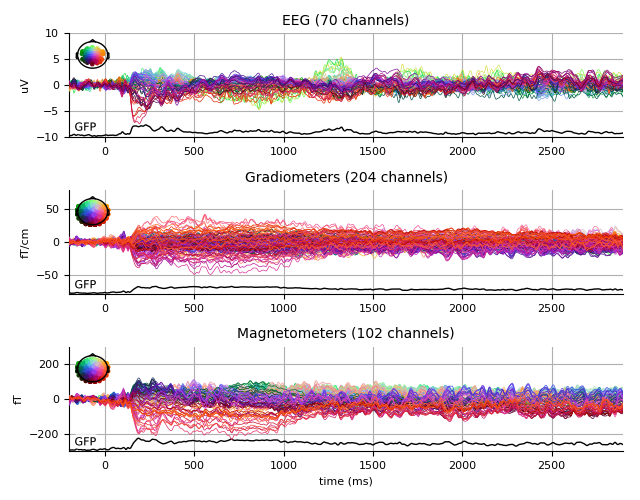 EEG (70 channels)
10
5
0
−5
−10
uV
GFP
0 500 1000 1500 2000 2500
Gradiometers (204 channels)
50
0
−50
fT/cm
GFP
0 500 1000 1500 2000 2500
Magnetometers (102 channels)
200
0
−200
fT
GFP
0 500 1000 1500 2000 2500
time (ms)